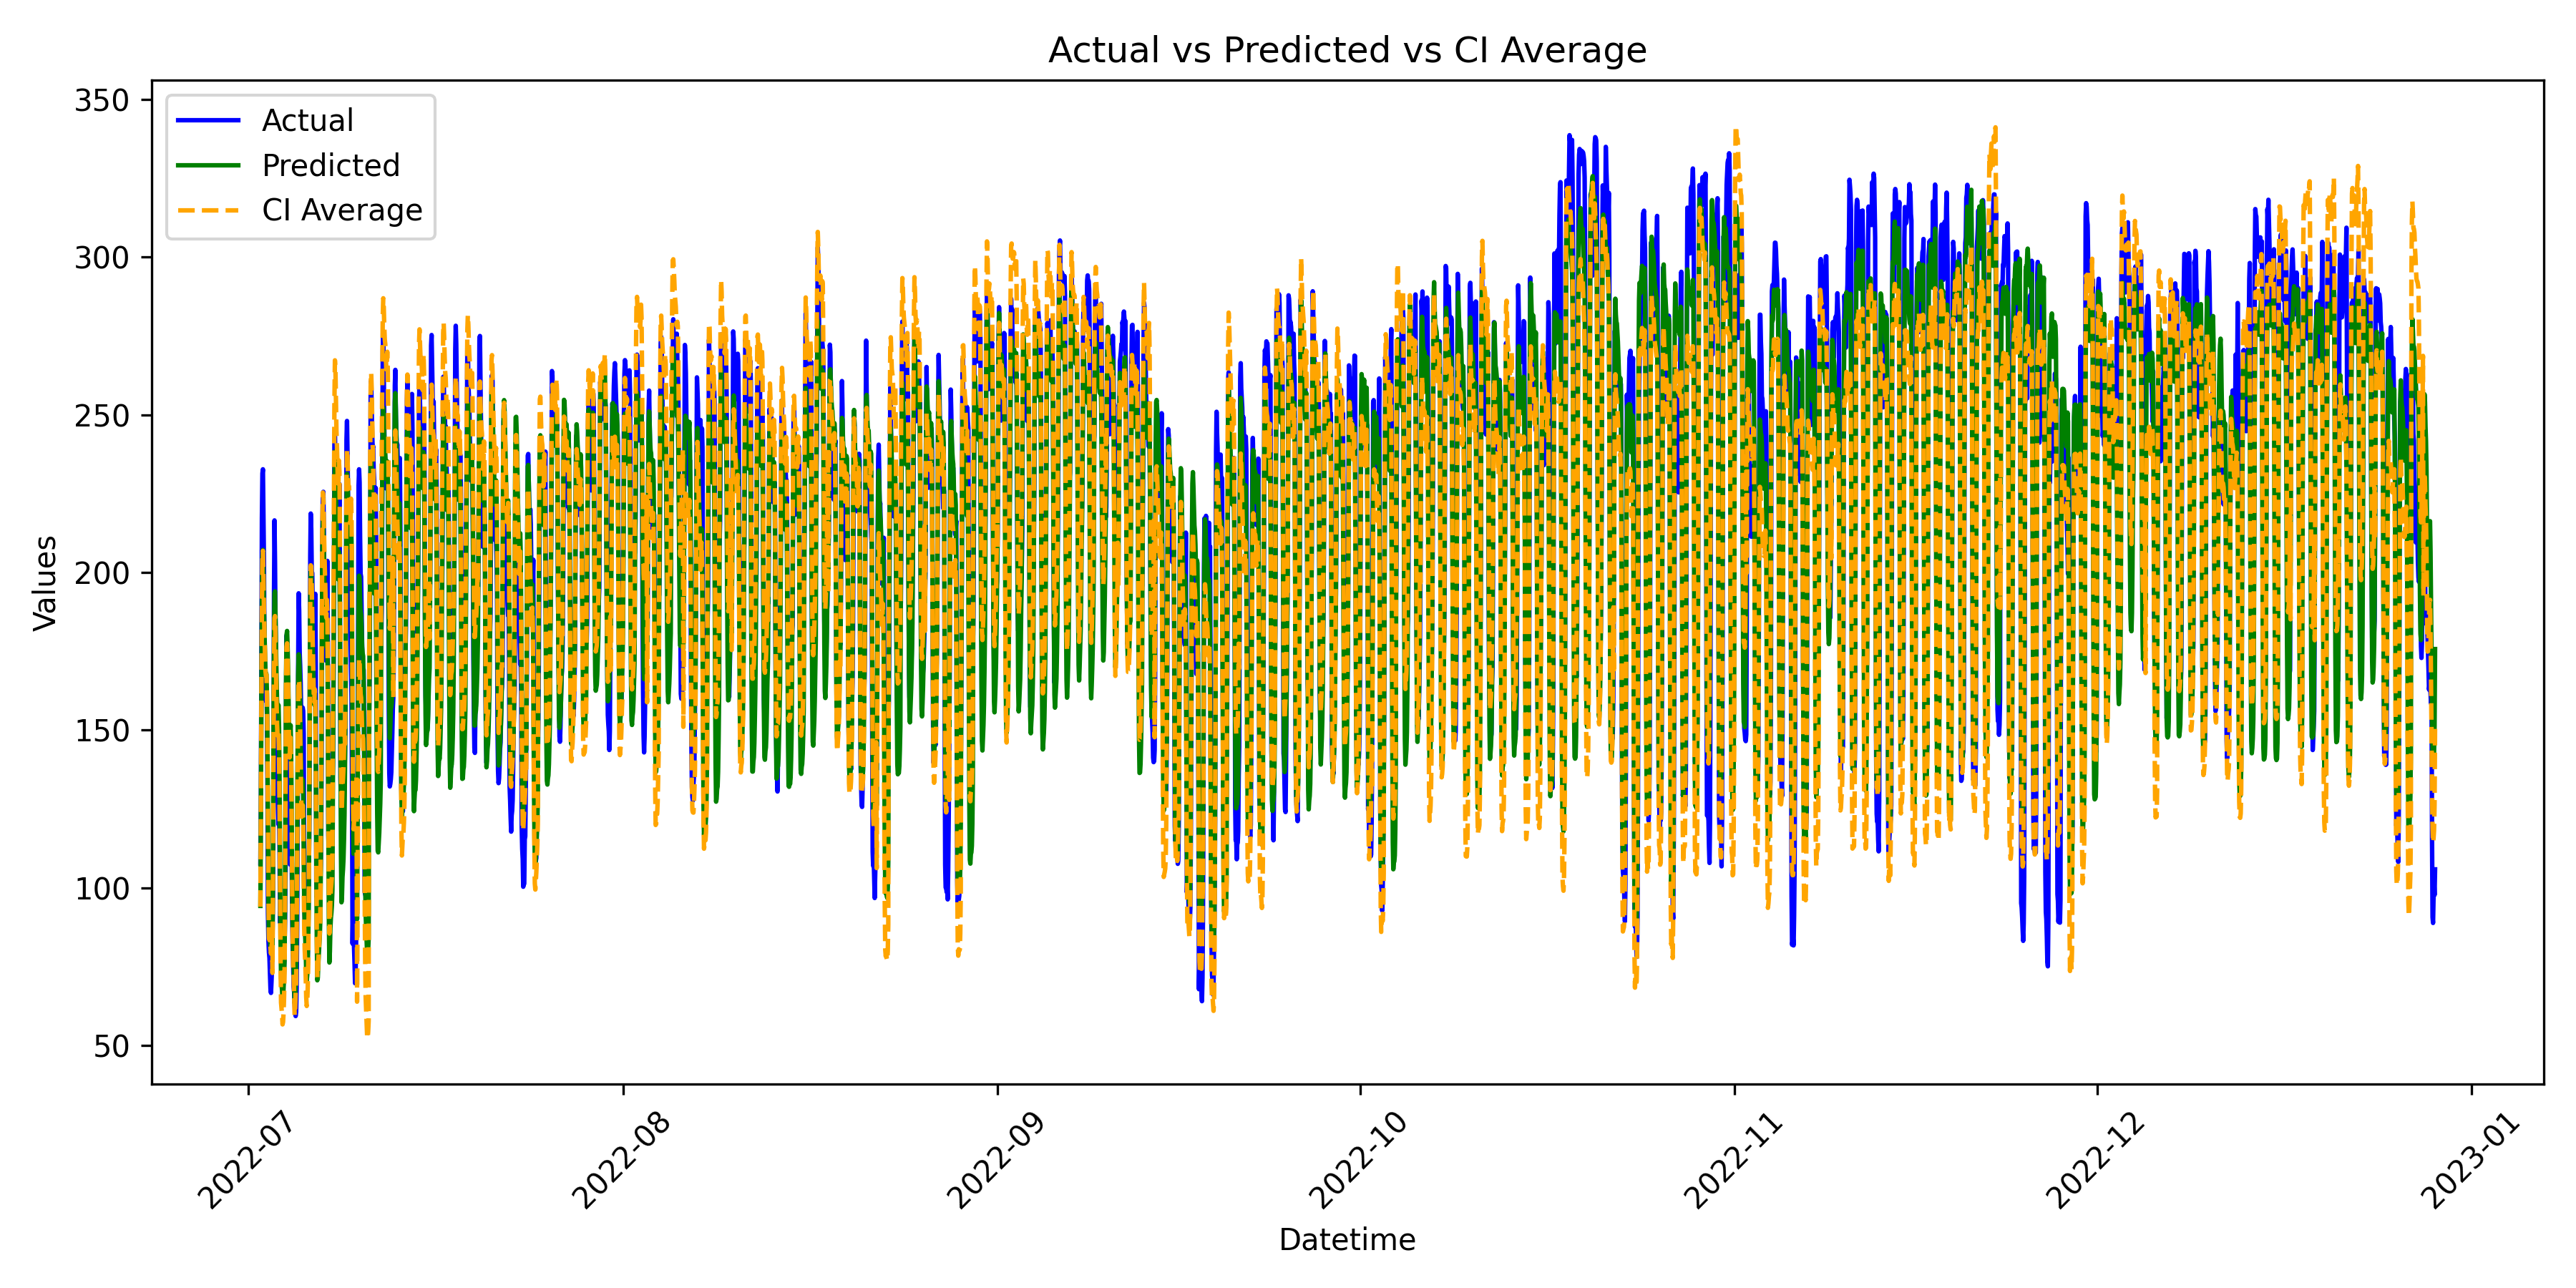 Actual vs Predicted vs CI Average
Actual
Predicted
CI Average
350
300
250
200
150
100
50
Values
2022-07
2022-08
2022-09
2022-10
2022-11
2022-12
2023-01
Datetime